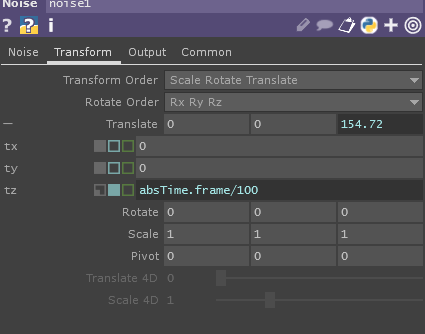 Noise noise1
? ? i
Noise Transform Output Common
Transform Order Scale Rotate Translate
Rotate Order Rx Ry Rz
Translate 0 0 154.72
tx 0
ty 0
tz absTime.frame/100
Rotate 0 0 0
Scale 1 1 1
Pivot 0 0 0
Translate 4D 0
Scale 4D 1